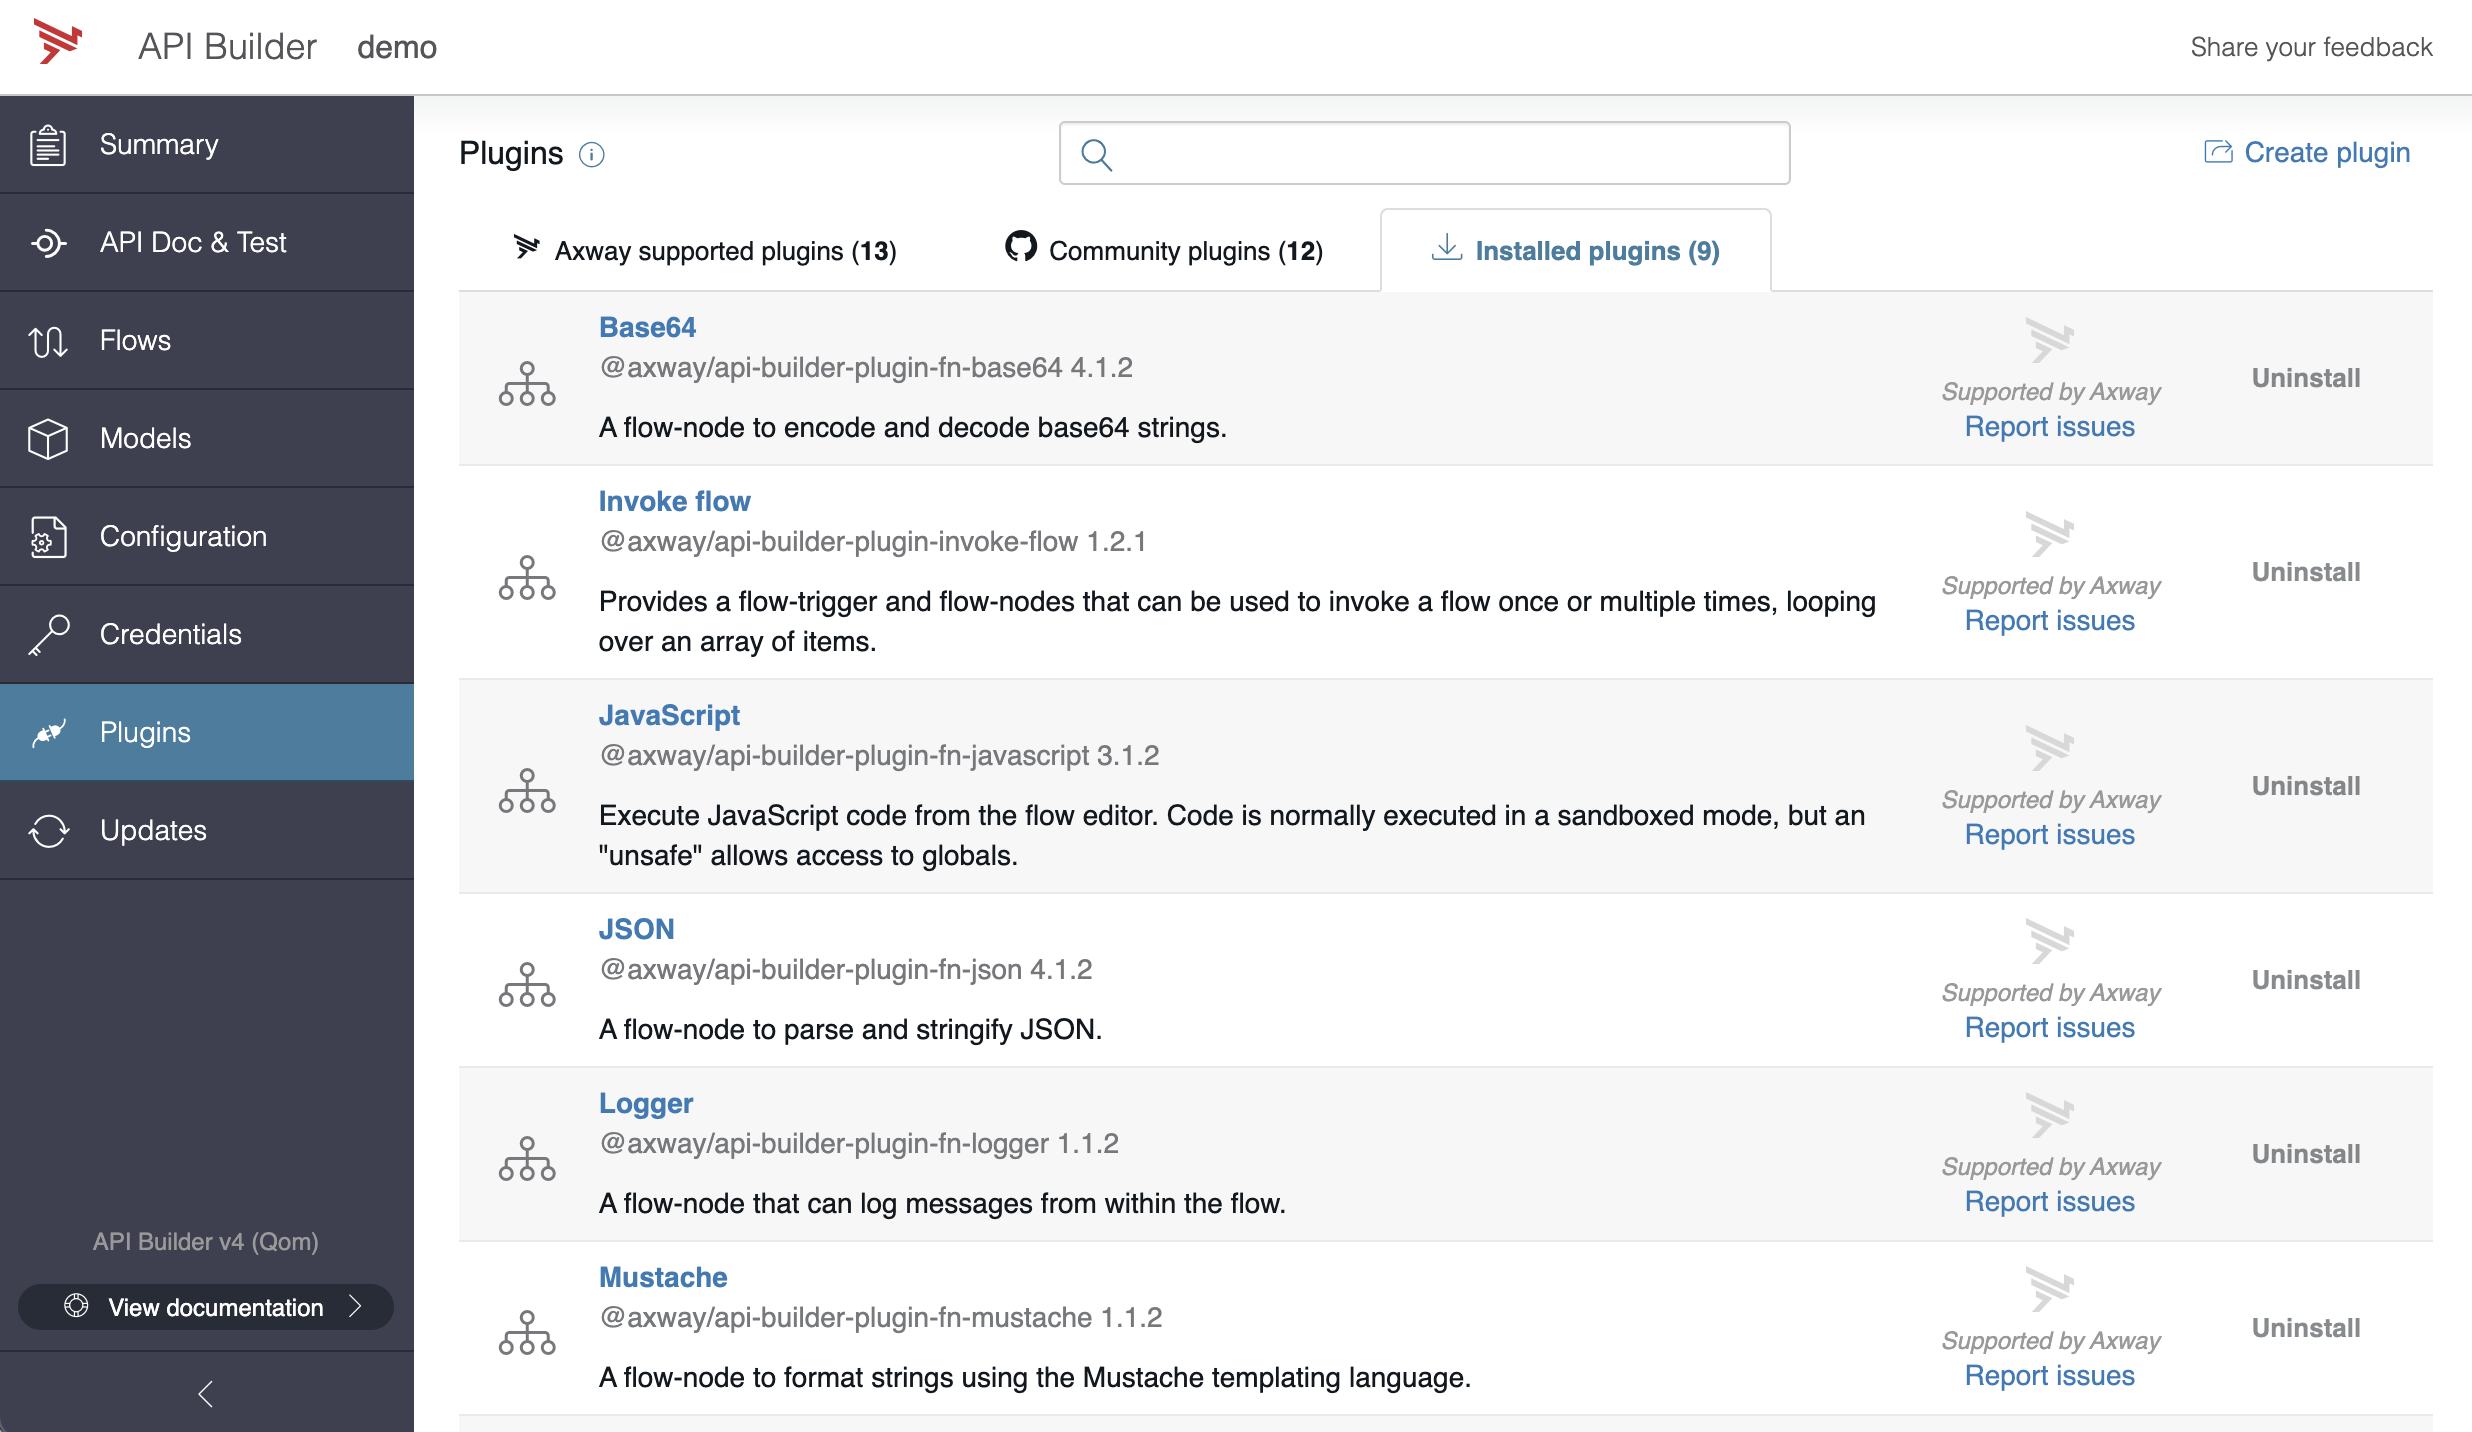 API Builder demo
Share your feedback
Summary
API Doc & Test
Flows
Models
Configuration
Credentials
Plugins
Updates
API Builder v4 (Qom)
View documentation
Plugins
Create plugin
Axway supported plugins (13)
Community plugins (12)
Installed plugins (9)
Base64
@axway/api-builder-plugin-fn-base64 4.1.2
A flow-node to encode and decode base64 strings.
Supported by Axway
Report issues
Uninstall
Invoke flow
@axway/api-builder-plugin-invoke-flow 1.2.1
Provides a flow-trigger and flow-nodes that can be used to invoke a flow once or multiple times, looping
over an array of items.
Supported by Axway
Report issues
Uninstall
JavaScript
@axway/api-builder-plugin-fn-javascript 3.1.2
Execute JavaScript code from the flow editor. Code is normally executed in a sandboxed mode, but an
"unsafe" allows access to globals.
Supported by Axway
Report issues
Uninstall
JSON
@axway/api-builder-plugin-fn-json 4.1.2
A flow-node to parse and stringify JSON.
Supported by Axway
Report issues
Uninstall
Logger
@axway/api-builder-plugin-fn-logger 1.1.2
A flow-node that can log messages from within the flow.
Supported by Axway
Report issues
Uninstall
Mustache
@axway/api-builder-plugin-fn-mustache 1.1.2
A flow-node to format strings using the Mustache templating language.
Supported by Axway
Report issues
Uninstall